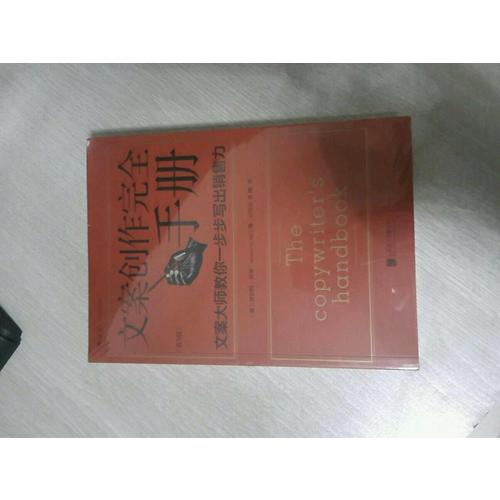 文案创作完全
手册
文案大师教你一步步写出销售力
The
copywriter's
handbook